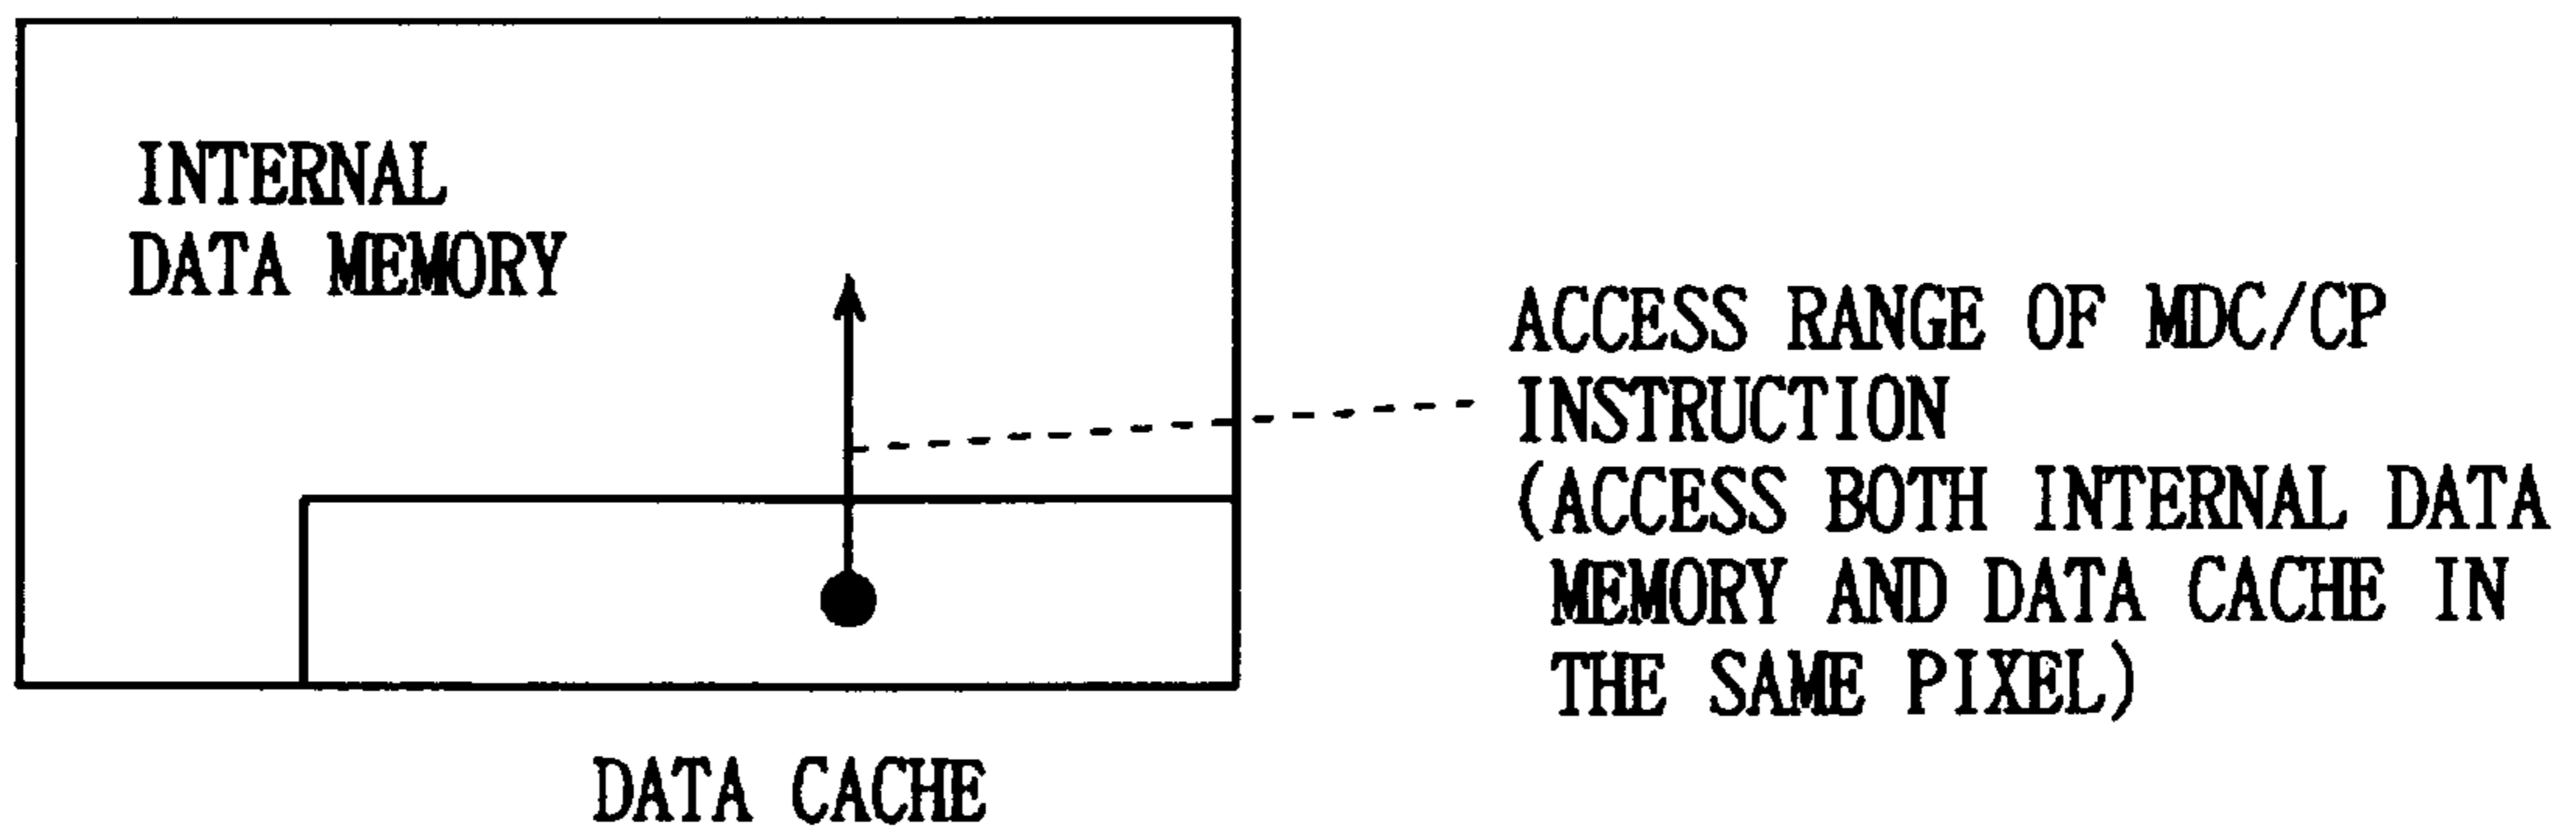 INTERNAL
DATA MEMORY
ACCESS RANGE OF MDC/CP
INSTRUCTION
(ACCESS BOTH INTERNAL DATA
MEMORY AND DATA CACHE IN
THE SAME PIXEL)
DATA CACHE